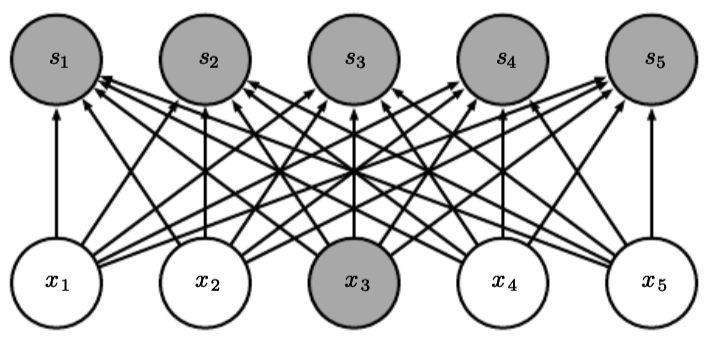 s₁ s₂ s₃ s₄ s₅
x₁ x₂ x₃ x₄ x₅